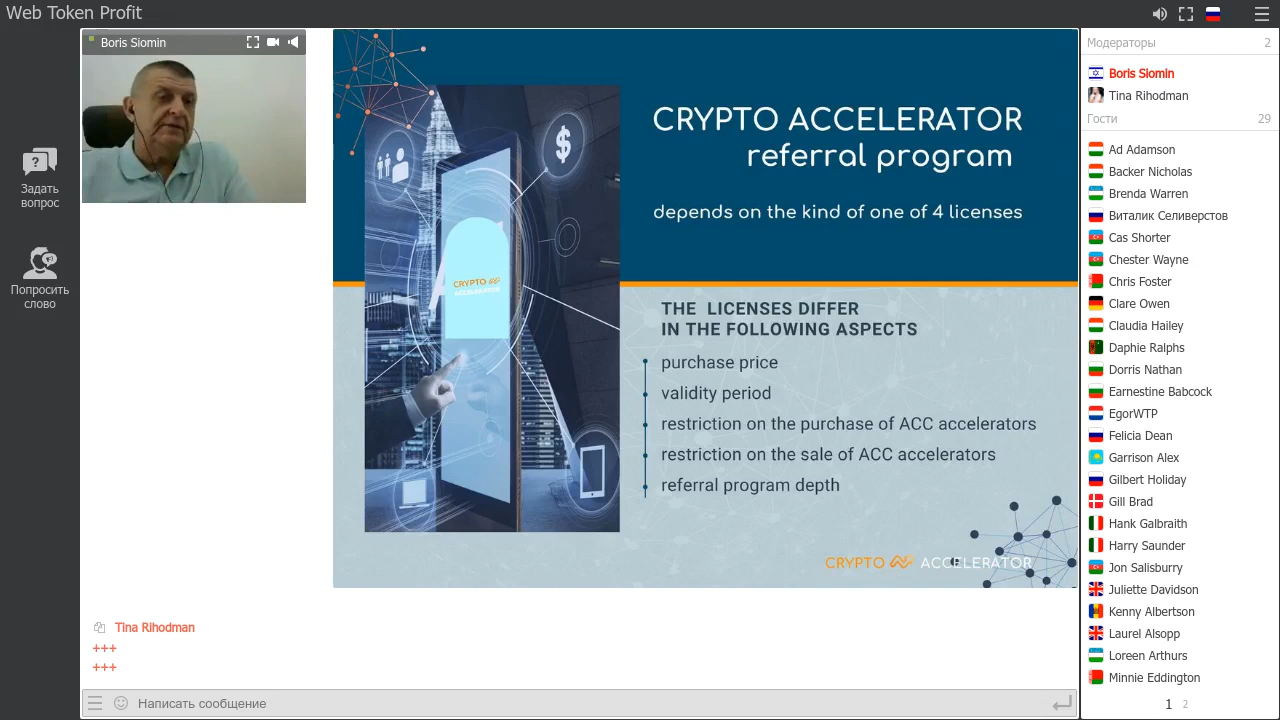 Web Token Profit
Boris Slomin
Задать
вопрос
Попросить
слово
CRYPTO ACCELERATOR
referral program
depends on the kind of one of 4 licenses
CRYPTO
ACCELERATOR
THE LICENSES DIFFER
IN THE FOLLOWING ASPECTS
purchase price
validity period
restriction on the purchase of ACC accelerators
restriction on the sale of ACC accelerators
referral program depth
CRYPTO ACCELERATOR
Tina Rihodman
+++
+++
Написать сообщение
Модераторы 2
Boris Slomin
Tina Rihodman
Гости 29
Ad Adamson
Backer Nicholas
Brenda Warren
Виталик Селиверстов
Cas Shorter
Chester Wayne
Chris Foster
Clare Owen
Claudia Hailey
Daphie Ralphs
Dorris Nathan
Earnestine Babcock
EgorWTP
Felicia Dean
Garrison Alex
Gilbert Holiday
Gill Brad
Hank Galbraith
Harry Saunder
Jon Salisburry
Juliette Davidson
Kenny Albertson
Laurel Alsopp
Loreen Arthurs
Minnie Eddington
1 2